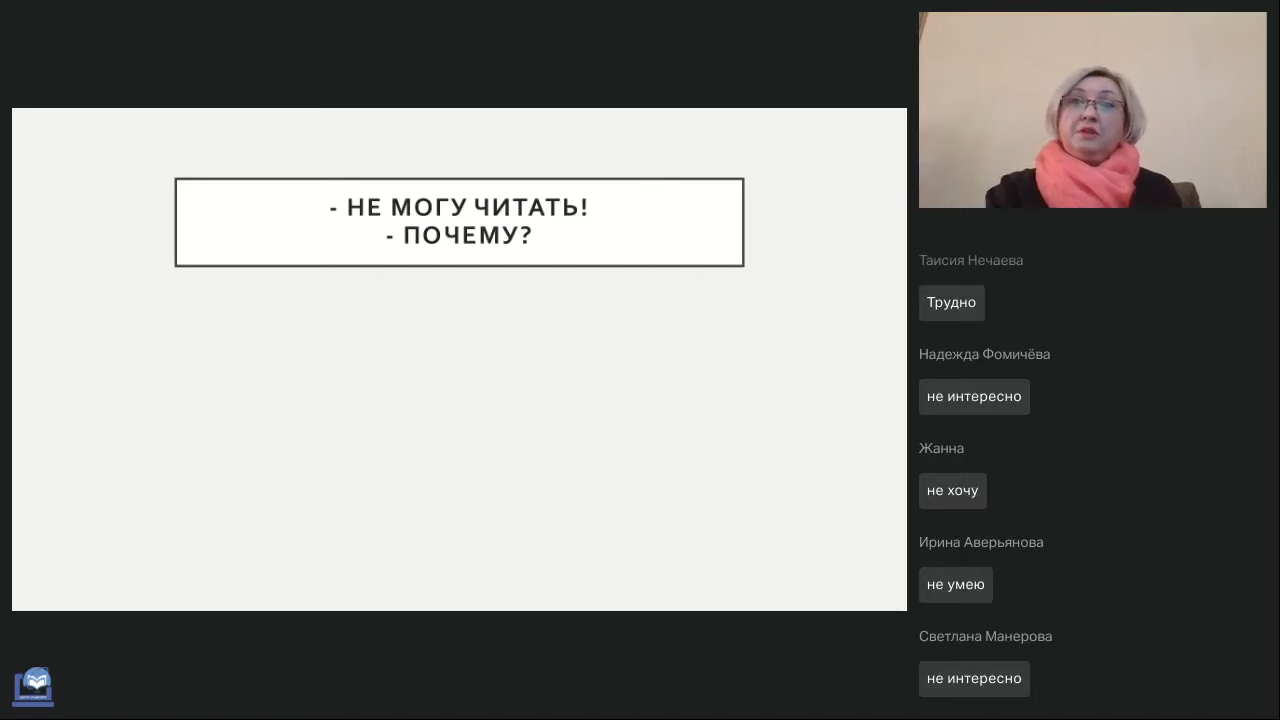 - НЕ МОГУ ЧИТАТЬ!
- ПОЧЕМУ?
Таисия Нечаева
Трудно
Надежда Фомичёва
не интересно
Жанна
не хочу
Ирина Аверьянова
не умею
Светлана Манерова
не интересно